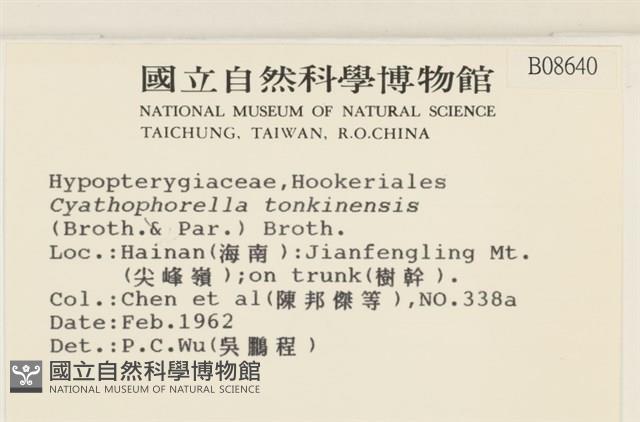 B08640
國立自然科學博物館
NATIONAL MUSEUM OF NATURAL SCIENCE
TAICHUNG, TAIWAN, R.O.CHINA
Hypopterygiaceae,Hookeriales
Cyathophorella tonkinensis
(Broth.& Par.) Broth.
Loc.:Hainan(海南):Jianfengling Mt.
(尖峰嶺);on trunk(樹幹).
Col.:Chen et al(陳邦傑等),NO.338a
Date:Feb.1962
Det.:P.C.Wu(吳鵬程)
國立自然科學博物館
NATIONAL MUSEUM OF NATURAL SCIENCE